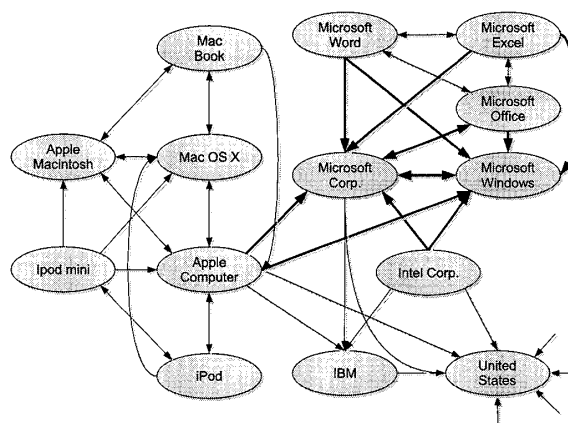 Mac
Book
Microsoft
Word
Microsoft
Excel
Microsoft
Office
Apple
Macintosh
Mac OS X
Microsoft
Corp.
Microsoft
Windows
Ipod mini
Apple
Computer
Intel Corp.
iPod
IBM
United
States